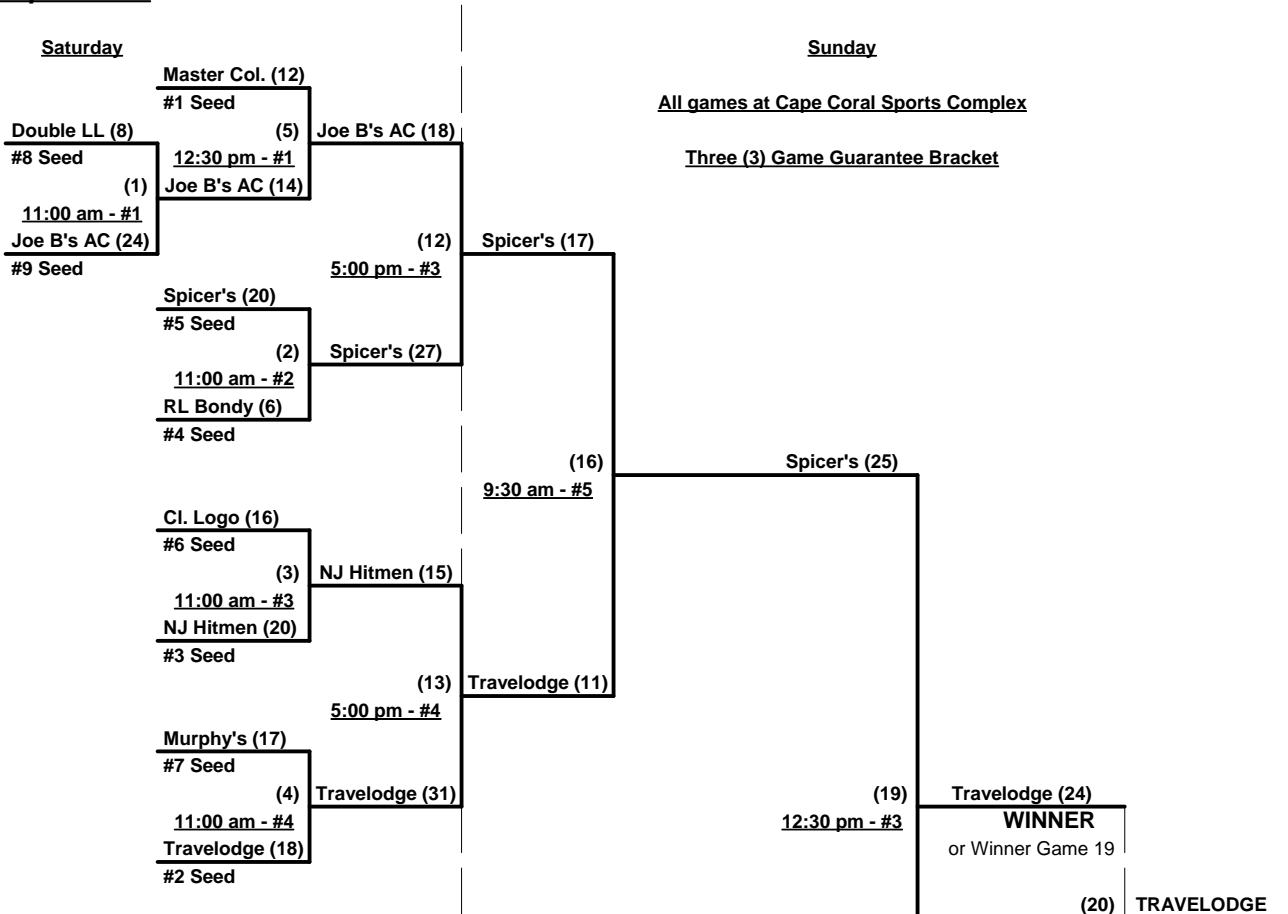 Saturday
Sunday
Master Col. (12)
#1 Seed
All games at Cape Coral Sports Complex
Double LL (8)
(5)
Joe B's AC (18)
#8 Seed
12:30 pm - #1
Three (3) Game Guarantee Bracket
(1)
Joe B's AC (14)
11:00 am - #1
Joe B's AC (24)
(12)
Spicer's (17)
#9 Seed
5:00 pm - #3
Spicer's (20)
#5 Seed
(2)
Spicer's (27)
11:00 am - #2
RL Bondy (6)
#4 Seed
(16)
Spicer's (25)
9:30 am - #5
Cl. Logo (16)
#6 Seed
(3)
NJ Hitmen (15)
11:00 am - #3
NJ Hitmen (20)
#3 Seed
(13)
Travelodge (11)
5:00 pm - #4
Murphy's (17)
#7 Seed
(4)
Travelodge (31)
(19)
Travelodge (24)
11:00 am - #4
12:30 pm - #3
WINNER
Travelodge (18)
or Winner Game 19
#2 Seed
(20)
TRAVELODGE